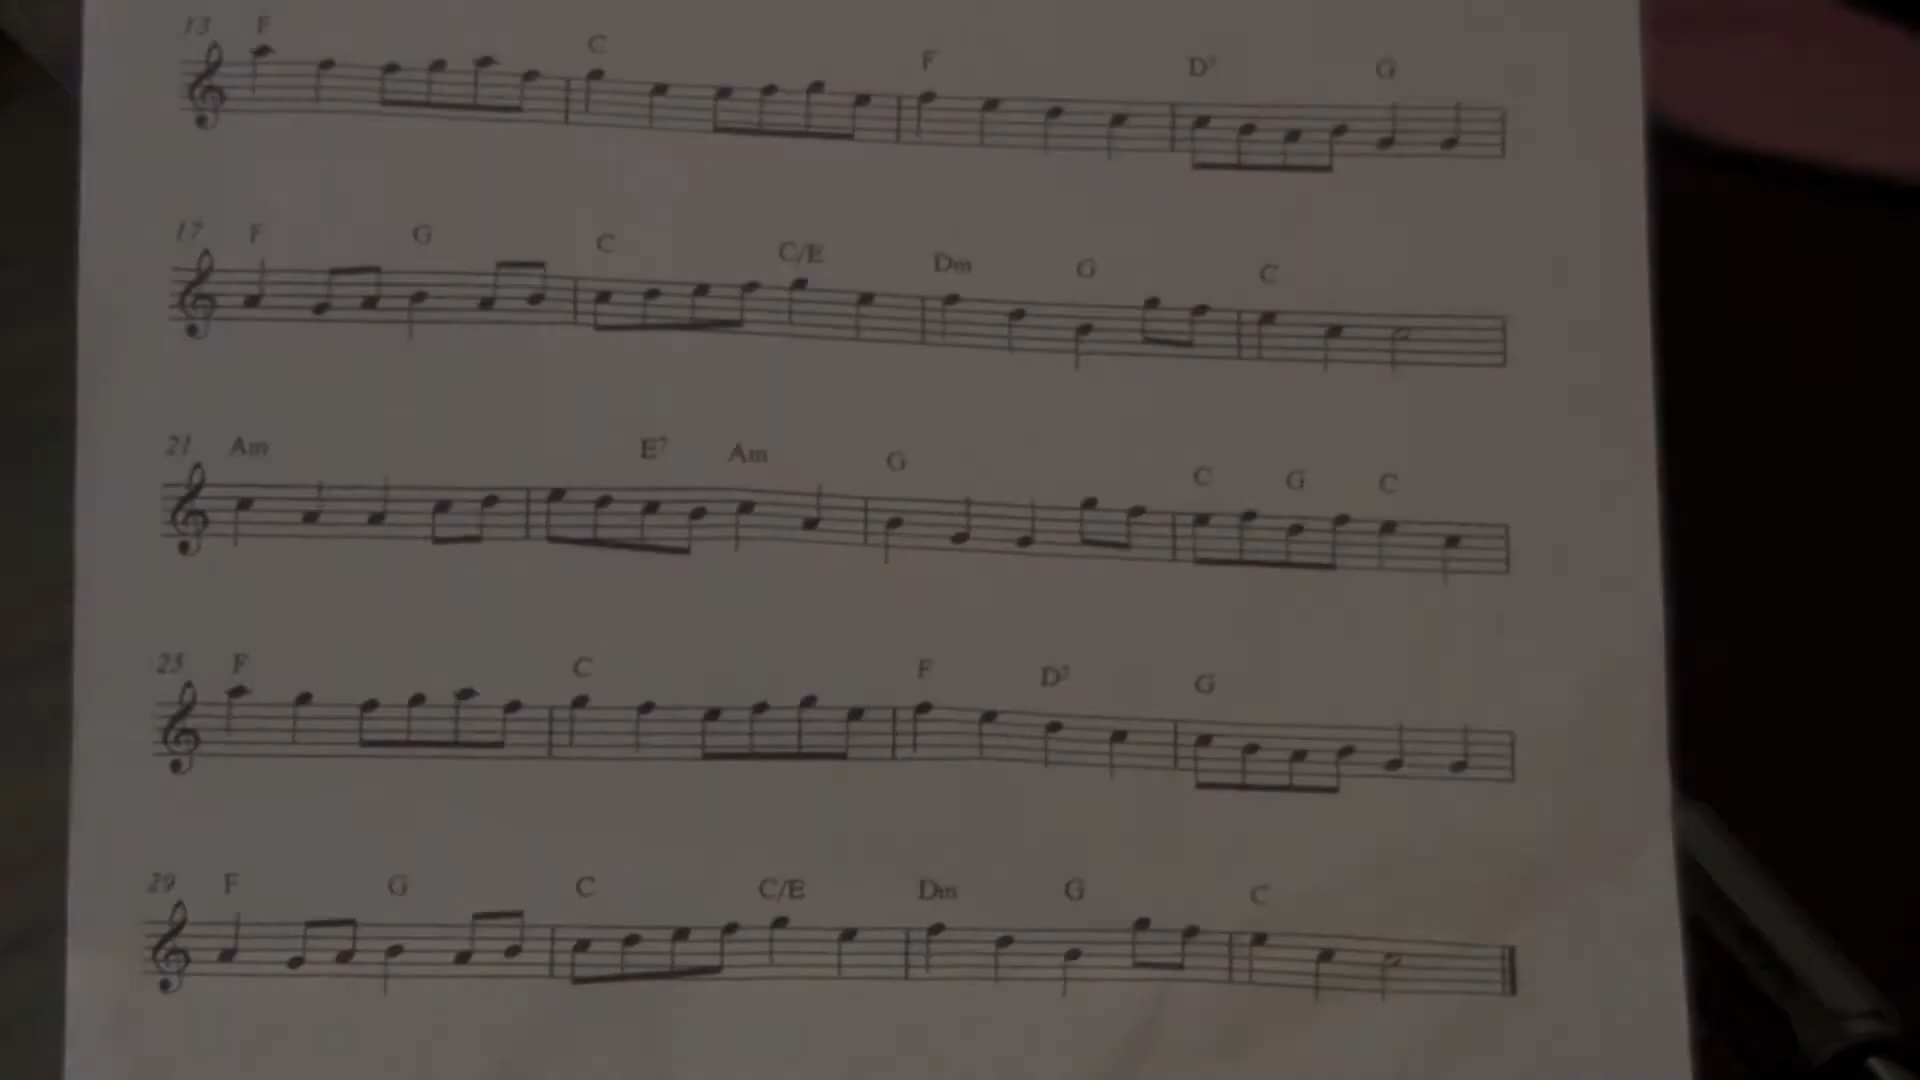 13 F C F D7 G
17 F G C C/E Dm G C
21 Am E7 Am G C G C
25 F C F D7 G
29 F G C C/E Dm G C